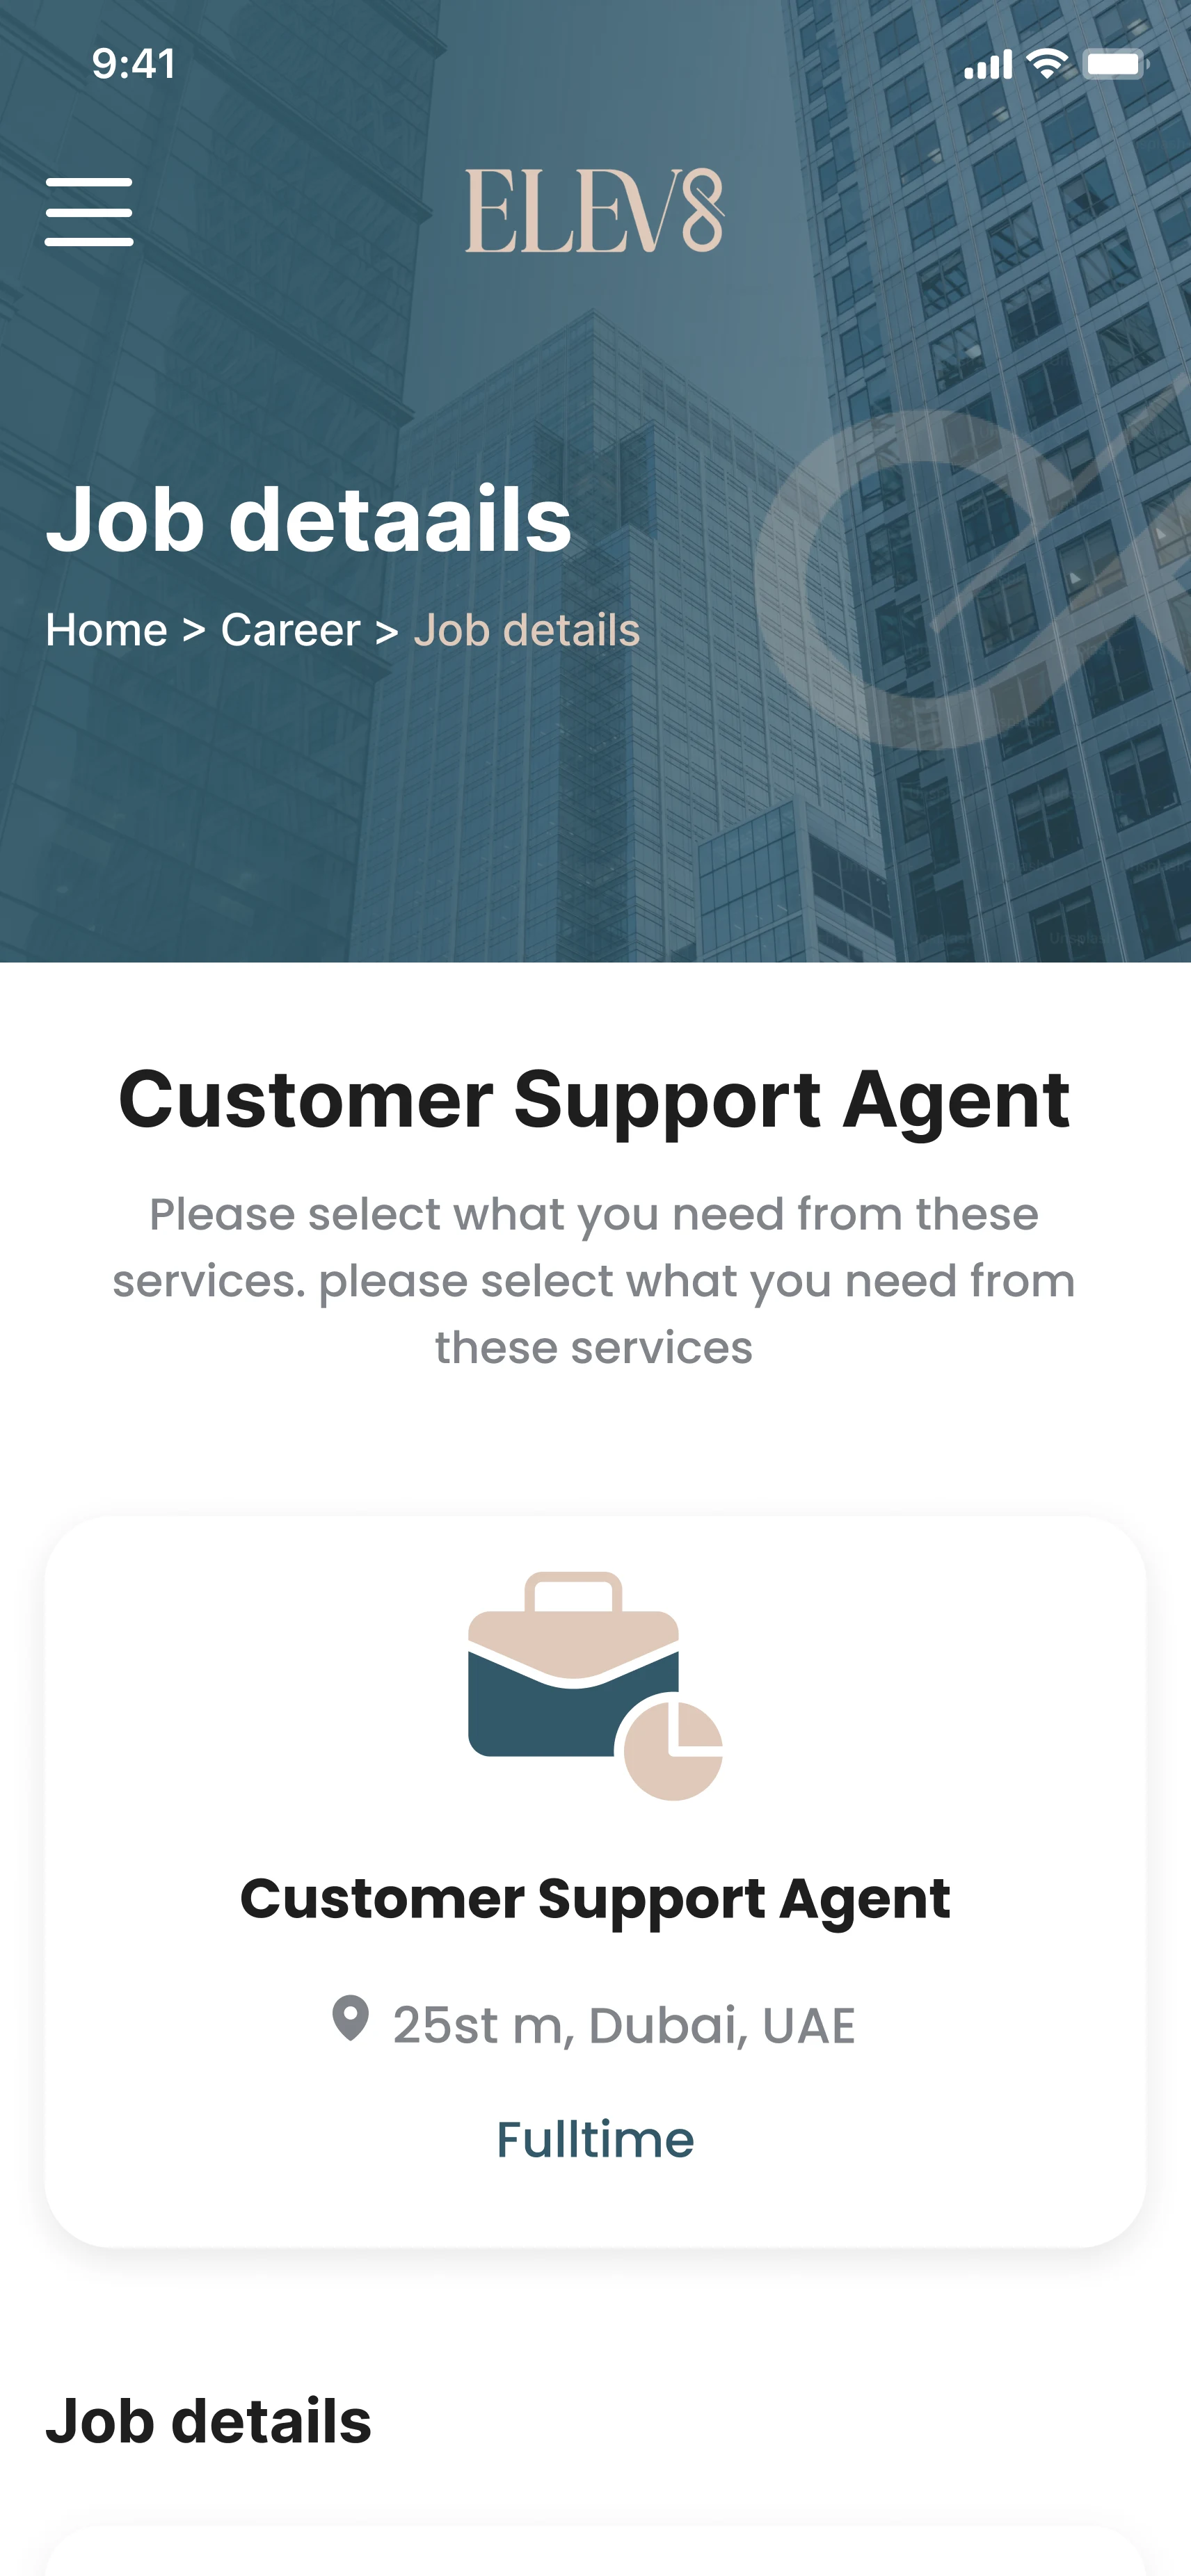 9:41
ELEV8
Job detaails
Home > Career > Job details
Unsplash
Customer Support Agent
Please select what you need from these
services. please select what you need from
these services
Customer Support Agent
25st m, Dubai, UAE
Fulltime
Job details